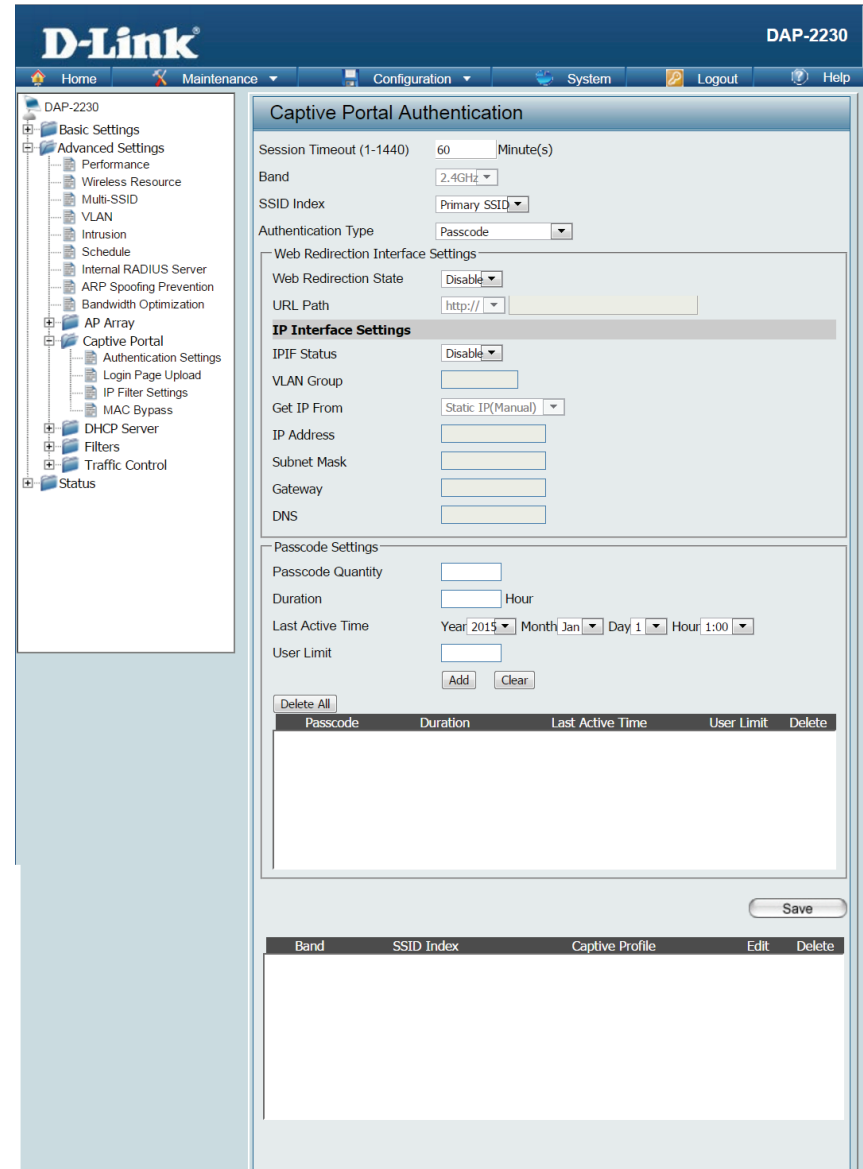 D-Link®
DAP-2230
Home Maintenance Configuration System Logout Help
DAP-2230
Basic Settings
Advanced Settings
Performance
Wireless Resource
Multi-SSID
VLAN
Intrusion
Schedule
Internal RADIUS Server
ARP Spoofing Prevention
Bandwidth Optimization
AP Array
Captive Portal
Authentication Settings
Login Page Upload
IP Filter Settings
MAC Bypass
DHCP Server
Filters
Traffic Control
Status
Captive Portal Authentication
Session Timeout (1-1440) 60 Minute(s)
Band 2.4GHz
SSID Index Primary SSID
Authentication Type Passcode
Web Redirection Interface Settings
Web Redirection State Disable
URL Path http://
IP Interface Settings
IPIF Status Disable
VLAN Group
Get IP From Static IP(Manual)
IP Address
Subnet Mask
Gateway
DNS
Passcode Settings
Passcode Quantity
Duration Hour
Last Active Time Year 2015 Month Jan Day 1 Hour 1:00
User Limit
Add Clear
Delete All
Passcode Duration Last Active Time User Limit Delete
Save
Band SSID Index Captive Profile Edit Delete